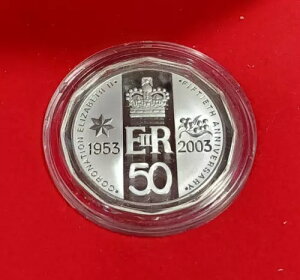 ·CORONATION ELIZABETH II·
·FIFTIETH ANNIVERSARY·
1953
EIIR
2003
50